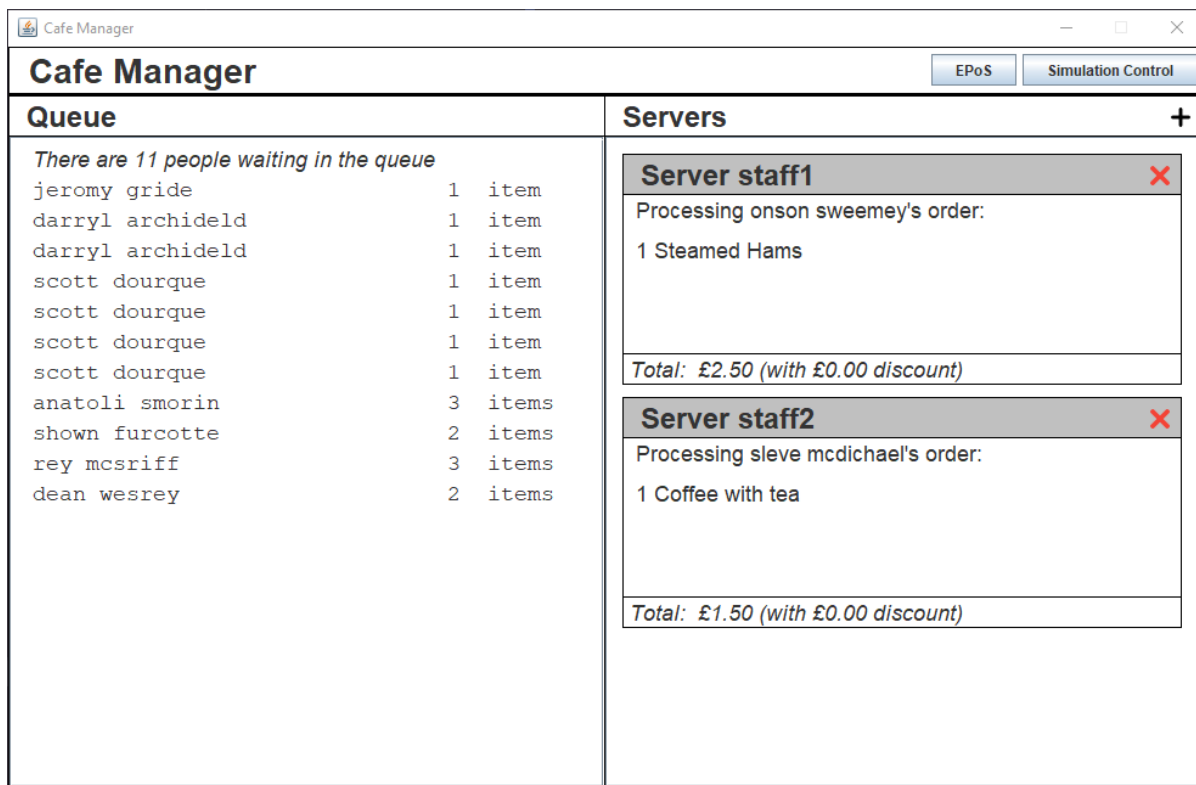 Cafe Manager
Cafe Manager
EPoS
Simulation Control
Queue
There are 11 people waiting in the queue
jeromy gride 1 item
darryl archideld 1 item
darryl archideld 1 item
scott dourque 1 item
scott dourque 1 item
scott dourque 1 item
scott dourque 1 item
anatoli smorin 3 items
shown furcotte 2 items
rey mcsriff 3 items
dean wesrey 2 items
Servers
Server staff1
Processing onson sweemey's order:
1 Steamed Hams
Total: £2.50 (with £0.00 discount)
Server staff2
Processing sleve mcdichael's order:
1 Coffee with tea
Total: £1.50 (with £0.00 discount)